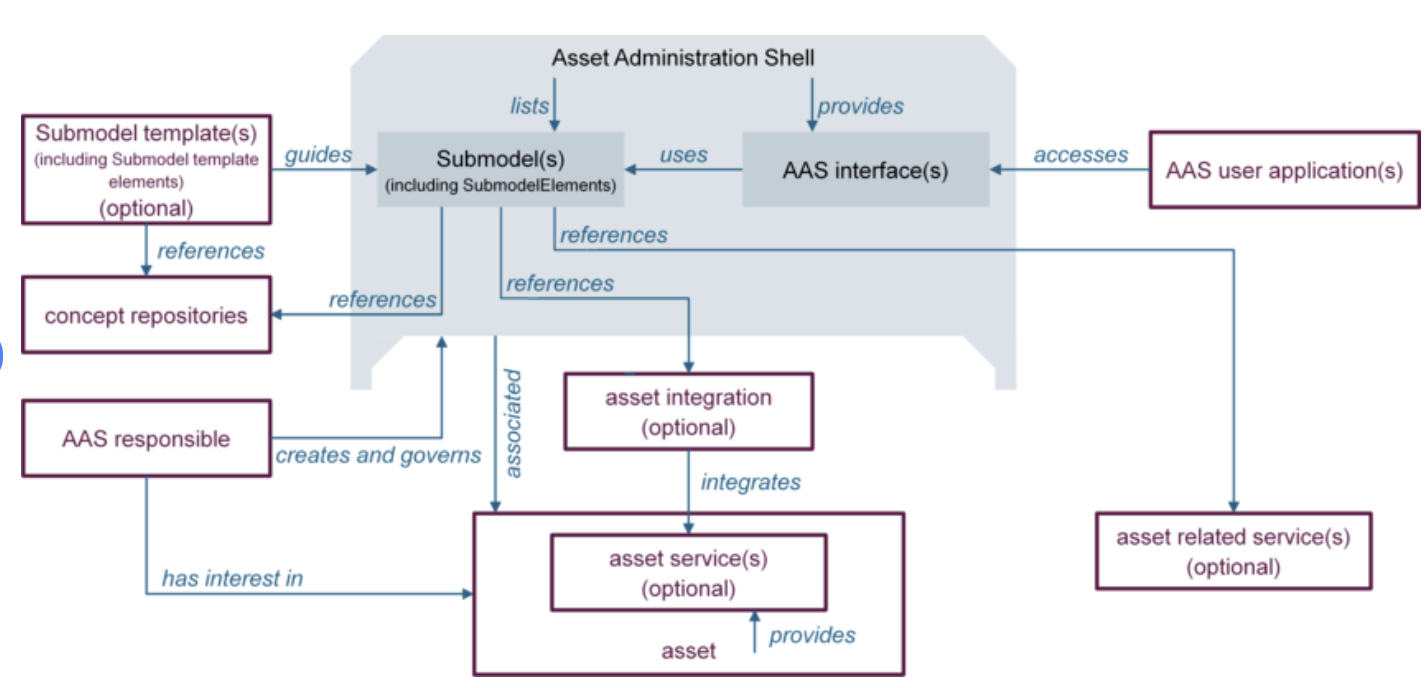 Asset Administration Shell
lists
provides
Submodel template(s)
(including Submodel template
elements)
(optional)
guides
Submodel(s)
(including SubmodelElements)
uses
AAS interface(s)
accesses
AAS user application(s)
references
references
references
references
concept repositories
asset integration
(optional)
associated
AAS responsible
creates and governs
integrates
asset service(s)
(optional)
asset related service(s)
(optional)
has interest in
provides
asset